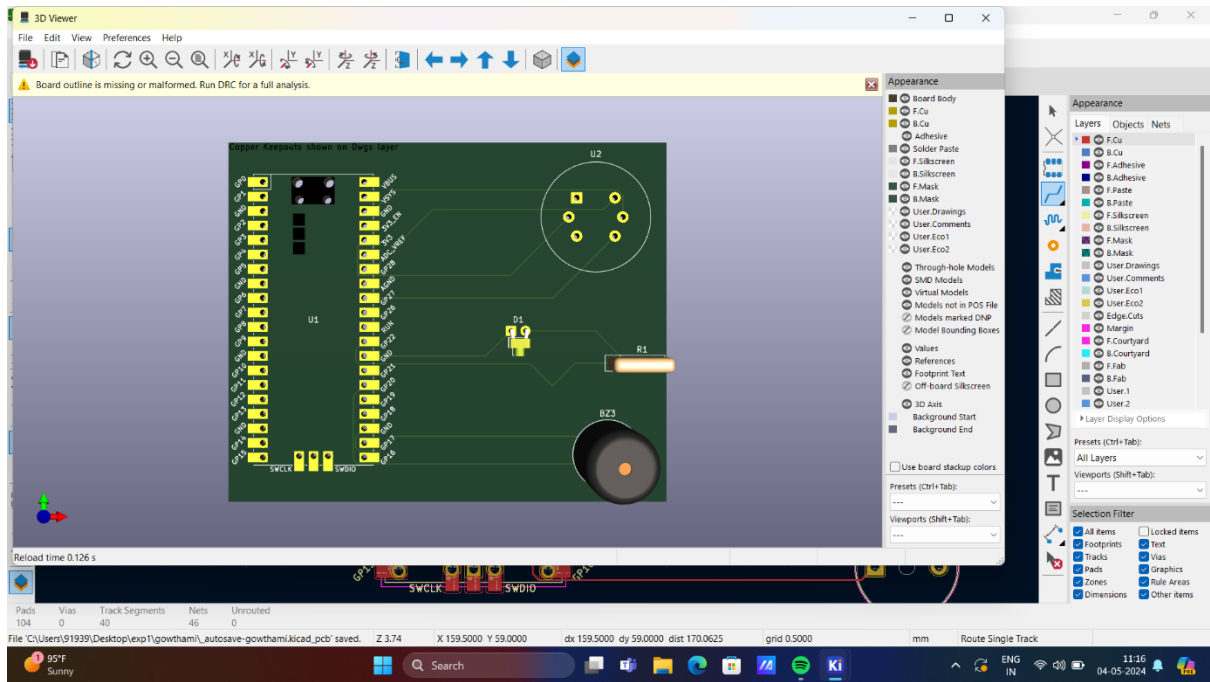 3D Viewer
File Edit View Preferences Help
Board outline is missing or malformed. Run DRC for a full analysis.
Copper Keepouts shown on Dwgs layer
GP0
GP1
GND
GP2
GP3
GP4
GP5
GND
GP6
GP7
GP8
GP9
GND
GP10
GP11
GP12
GP13
GND
GP14
GP15
VBUS
VSYS
GND
3V3_EN
3V3
ADC_VREF
GP28
AGND
GP27
GP26
RUN
GP22
GND
GP21
GP20
GP19
GP18
GND
GP17
GP16
U1
SWCLK SWDIO
U2
D1
R1
BZ3
Appearance
Board Body
F.Cu
B.Cu
Adhesive
Solder Paste
F.Silkscreen
B.Silkscreen
F.Mask
B.Mask
User.Drawings
User.Comments
User.Eco1
User.Eco2
Through-hole Models
SMD Models
Virtual Models
Models not in POS File
Models marked DNP
Model Bounding Boxes
Values
References
Footprint Text
Off-board Silkscreen
3D Axis
Background Start
Background End
Use board stackup colors
Presets (Ctrl+Tab):
---
Viewports (Shift+Tab):
---
Reload time 0.126 s
Appearance
Layers Objects Nets
F.Cu
B.Cu
F.Adhesive
B.Adhesive
F.Paste
B.Paste
F.Silkscreen
B.Silkscreen
F.Mask
B.Mask
User.Drawings
User.Comments
User.Eco1
User.Eco2
Edge.Cuts
Margin
F.Courtyard
B.Courtyard
F.Fab
B.Fab
User.1
User.2
Layer Display Options
Presets (Ctrl+Tab):
All Layers
Viewports (Shift+Tab):
---
Selection Filter
All items Locked items
Footprints Text
Tracks Vias
Pads Graphics
Zones Rule Areas
Dimensions Other items
SWCLK SWDIO
Pads Vias Track Segments Nets Unrouted
104 0 40 46 0
File 'C:\Users\91939\Desktop\exp1\gowthami\_autosave-gowthami.kicad_pcb' saved. Z 3.74 X 159.5000 Y 59.0000 dx 159.5000 dy 59.0000 dist 170.0625 grid 0.5000 mm Route Single Track
1
95°F
Sunny
Search
Ki
ENG
IN
11:16
04-05-2024